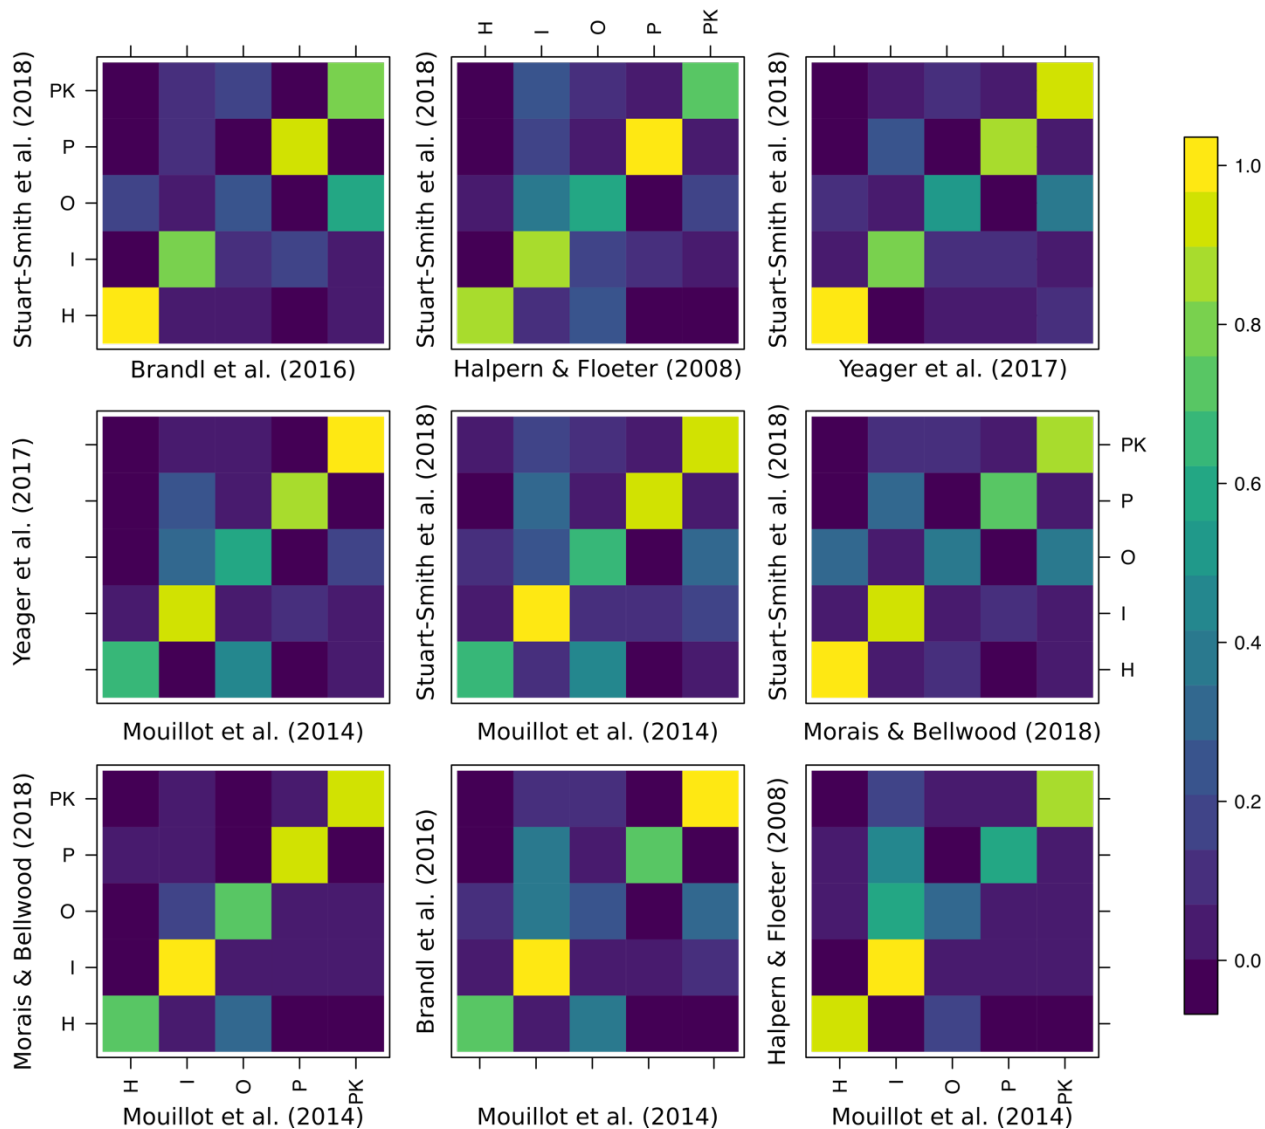 H I O P PK
Stuart-Smith et al. (2018)
PK
P
O
I
H
Brandl et al. (2016)
Stuart-Smith et al. (2018)
Halpern & Floeter (2008)
Stuart-Smith et al. (2018)
Yeager et al. (2017)
1.0
0.8
0.6
0.4
0.2
0.0
Yeager et al. (2017)
Mouillot et al. (2014)
Stuart-Smith et al. (2018)
Mouillot et al. (2014)
Stuart-Smith et al. (2018)
PK
P
O
I
H
Morais & Bellwood (2018)
Morais & Bellwood (2018)
PK
P
O
I
H
H I O P PK
Mouillot et al. (2014)
Brandl et al. (2016)
Mouillot et al. (2014)
Halpern & Floeter (2008)
H I O P PK
Mouillot et al. (2014)